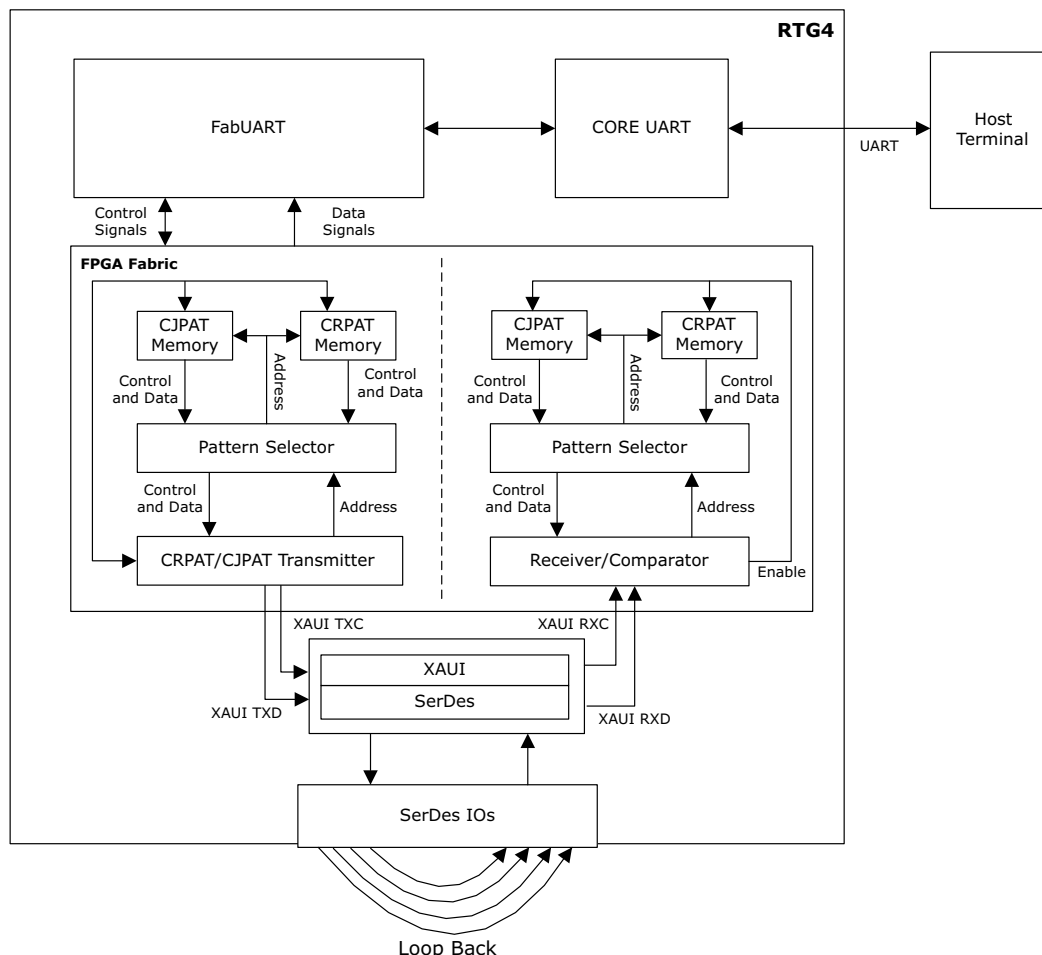 RTG4
FabUART
CORE UART
Host
Terminal
UART
Control
Signals
Data
Signals
FPGA Fabric
CJPAT
Memory
CRPAT
Memory
CJPAT
Memory
CRPAT
Memory
Control
and Data
Address
Control
and Data
Control
and Data
Address
Control
and Data
Pattern Selector
Pattern Selector
Control
and Data
Address
Control
and Data
Address
CRPAT/CJPAT Transmitter
Receiver/Comparator
Enable
XAUI TXC
XAUI RXC
XAUI
SerDes
XAUI TXD
XAUI RXD
SerDes IOs
Loop Back